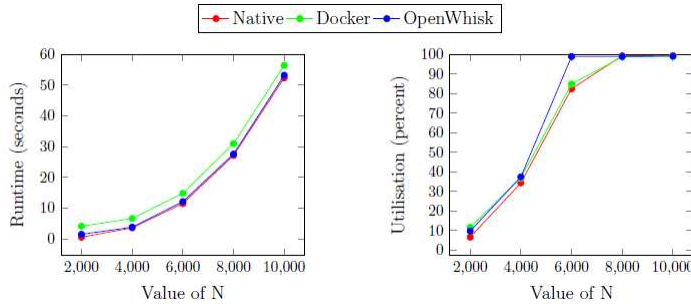 Native Docker OpenWhisk
60
50
40
30
20
10
0
Runtime (seconds)
2,000 4,000 6,000 8,000 10,000
Value of N
100
90
80
70
60
50
40
30
20
10
0
Utilisation (percent)
2,000 4,000 6,000 8,000 10,000
Value of N